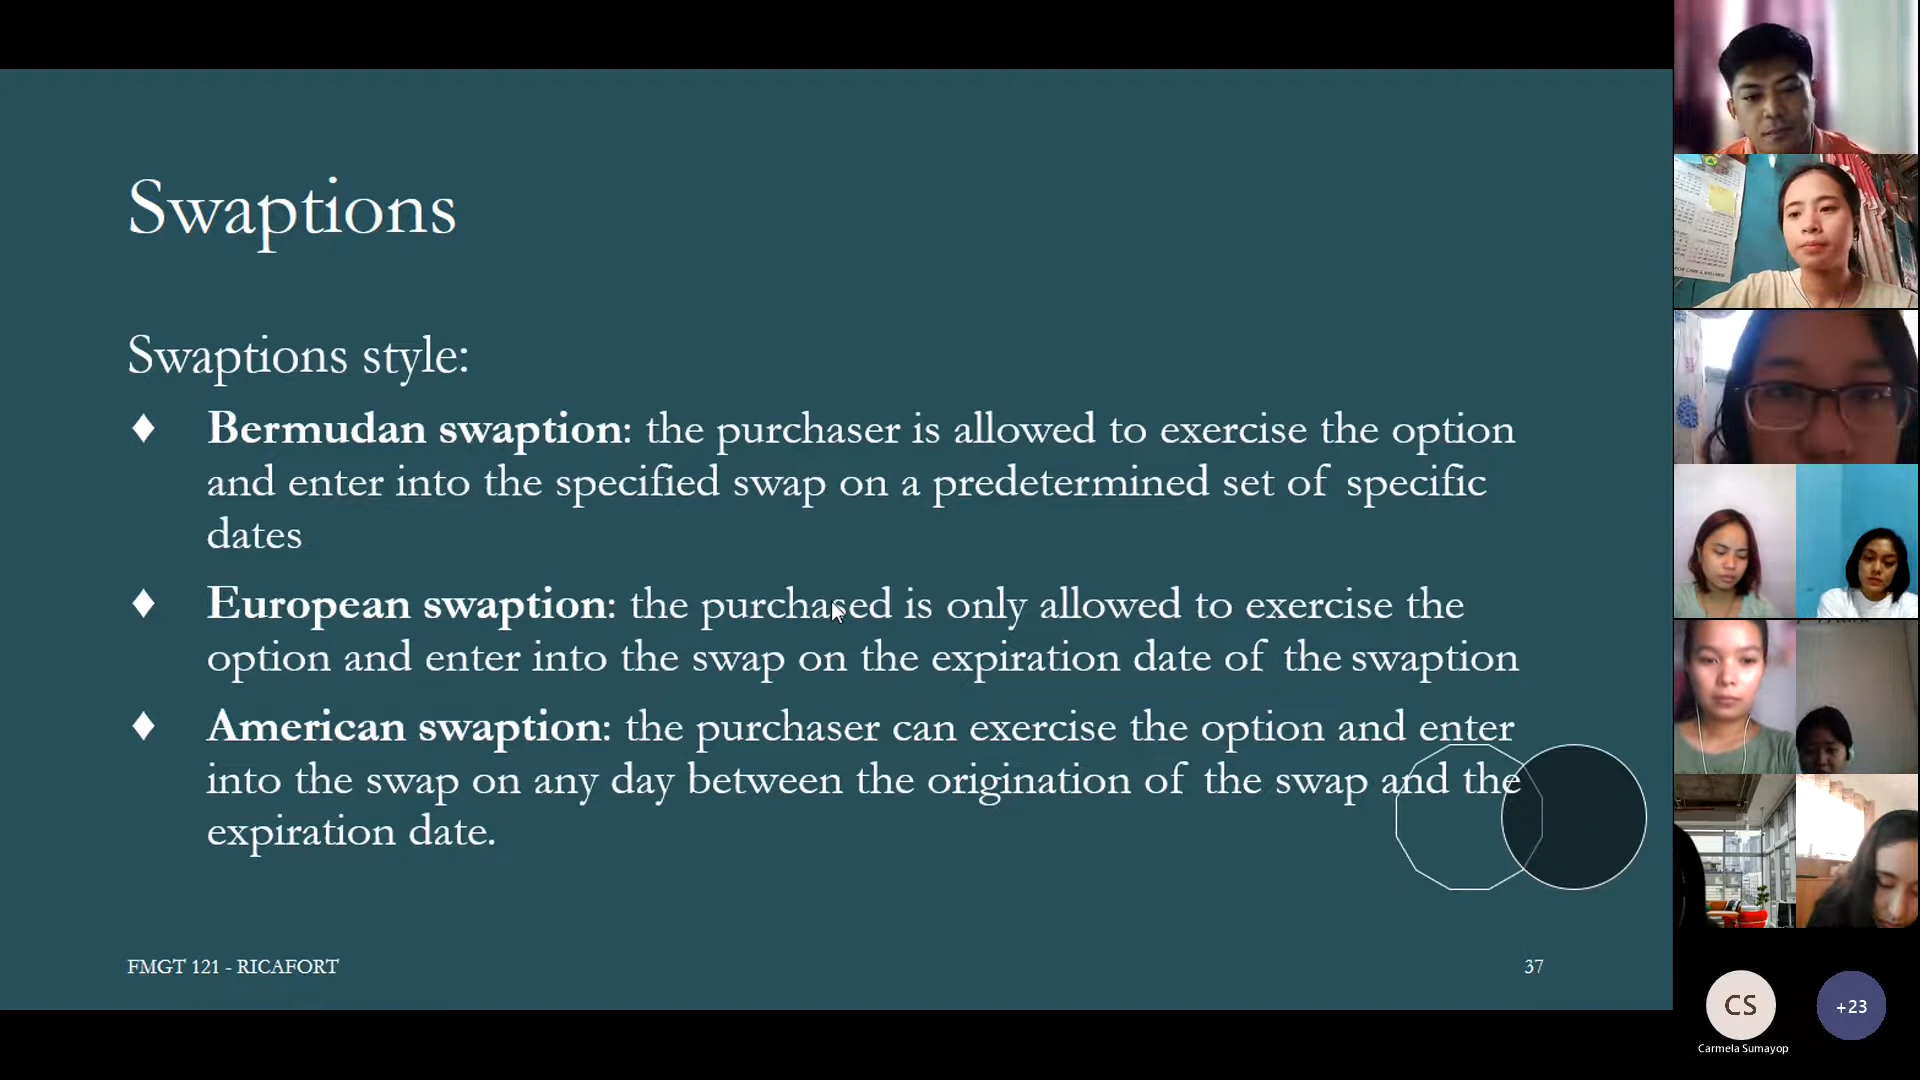 Swaptions
Swaptions style:
♦ Bermudan swaption: the purchaser is allowed to exercise the option
and enter into the specified swap on a predetermined set of specific
dates
♦ European swaption: the purchased is only allowed to exercise the
option and enter into the swap on the expiration date of the swaption
♦ American swaption: the purchaser can exercise the option and enter
into the swap on any day between the origination of the swap and the
expiration date.
FMGT 121 - RICAFORT
37
CS
+23
Carmela Sumayop